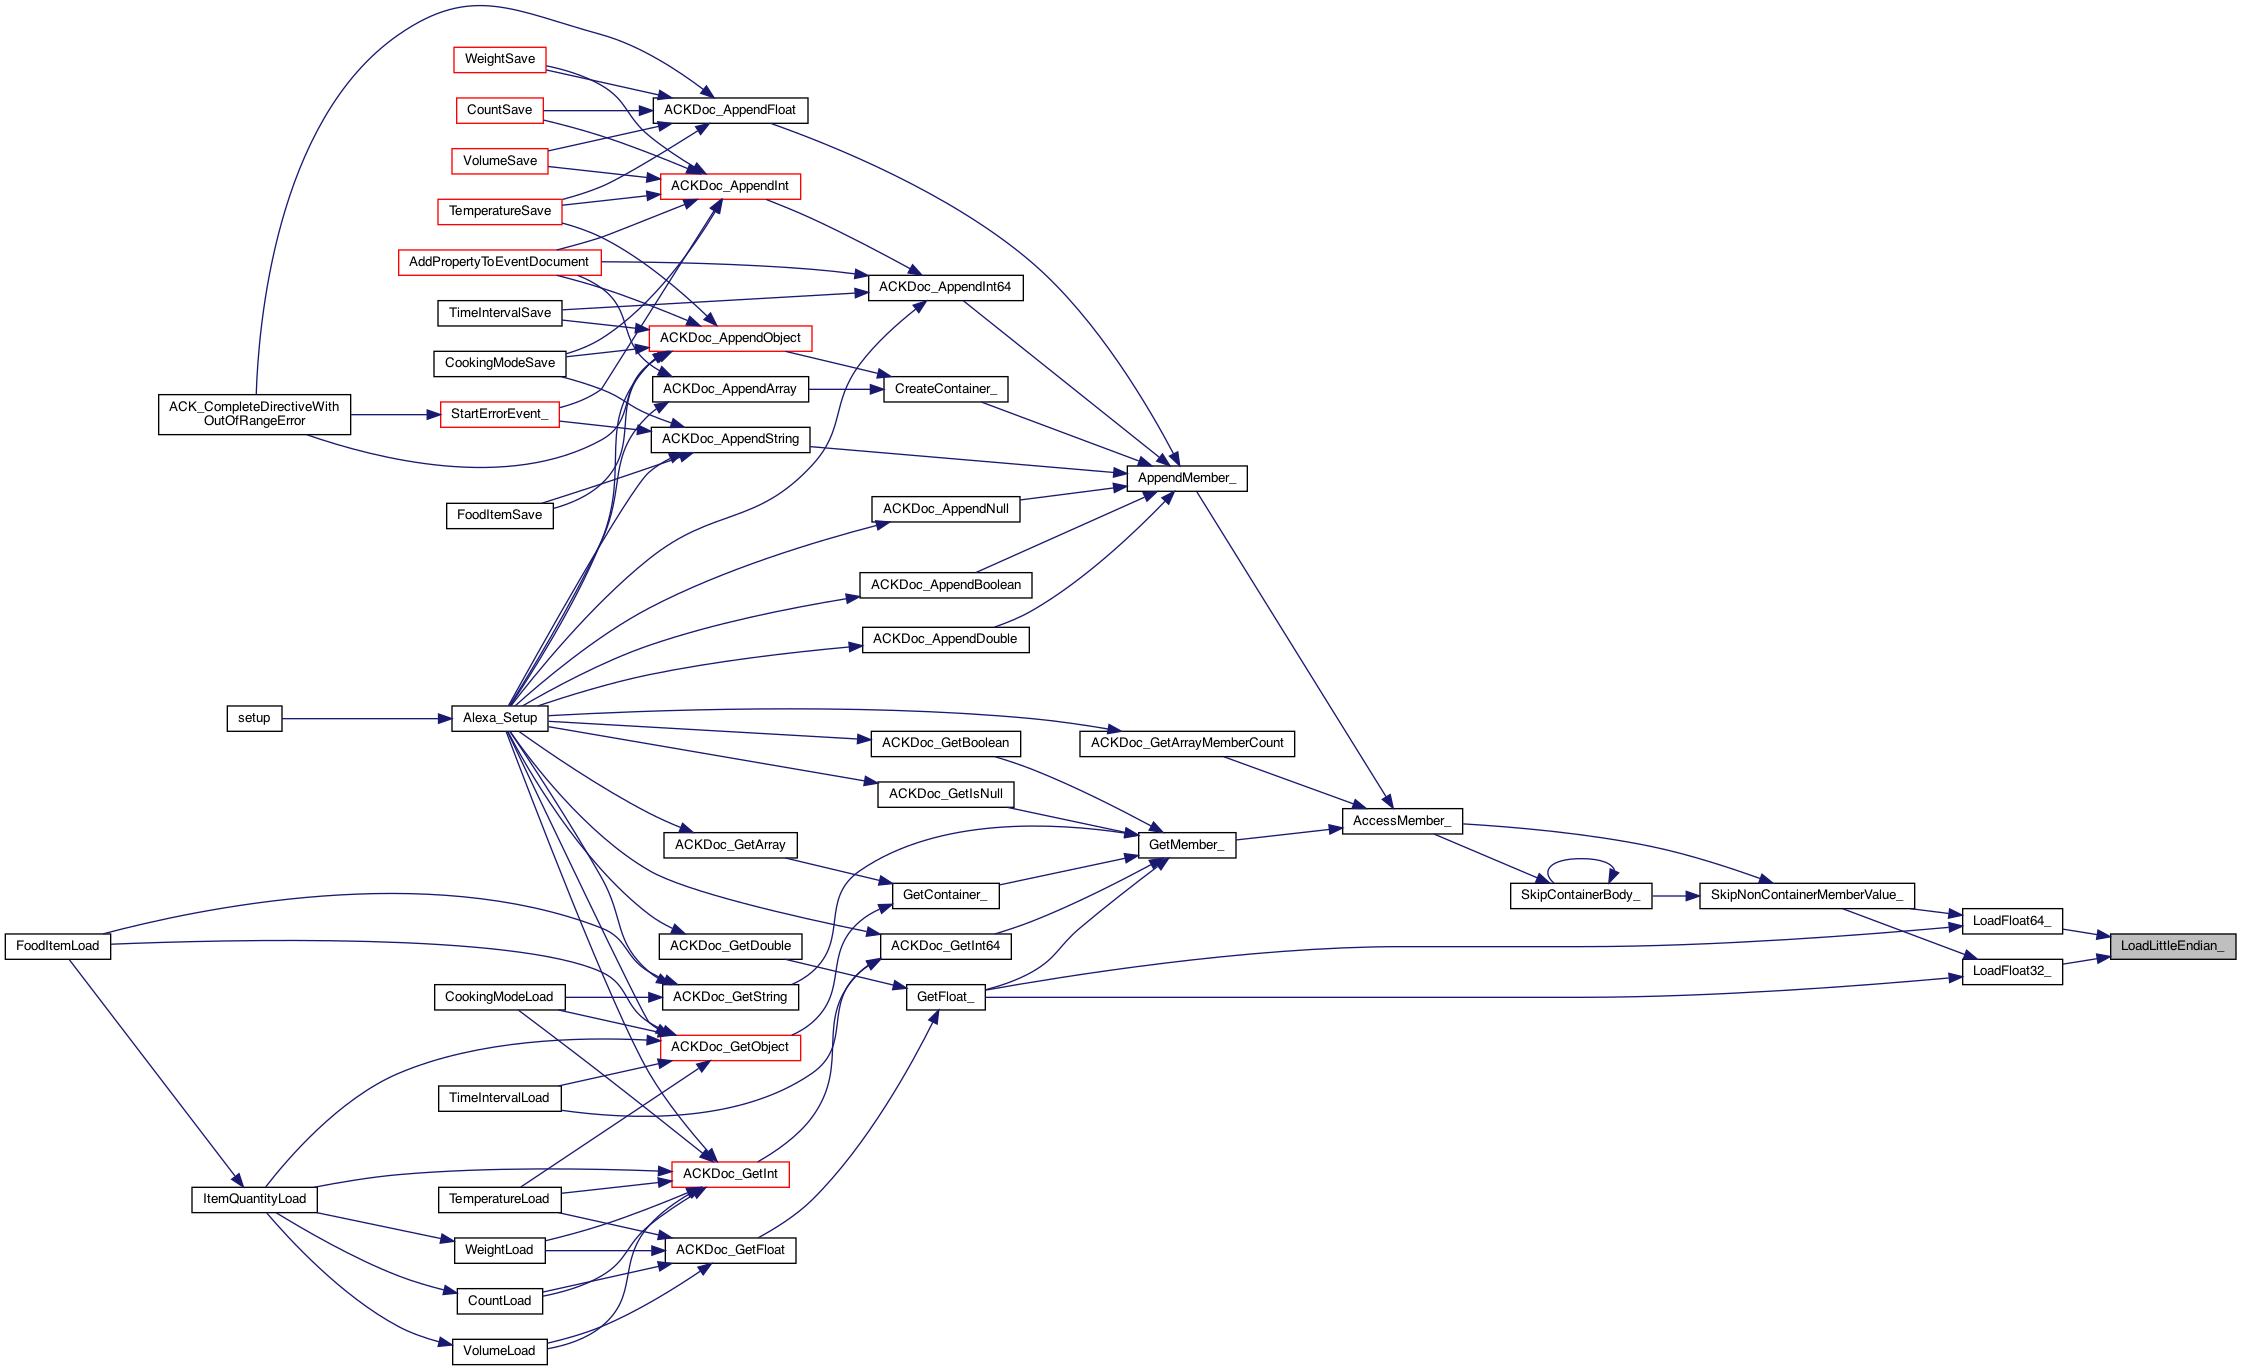 WeightSave
CountSave
ACKDoc_AppendFloat
VolumeSave
ACKDoc_AppendInt
TemperatureSave
AddPropertyToEventDocument
ACKDoc_AppendInt64
TimeIntervalSave
ACKDoc_AppendObject
CookingModeSave
ACKDoc_AppendArray
CreateContainer_
ACK_CompleteDirectiveWith
OutOfRangeError
StartErrorEvent_
ACKDoc_AppendString
AppendMember_
FoodItemSave
ACKDoc_AppendNull
ACKDoc_AppendBoolean
ACKDoc_AppendDouble
setup
Alexa_Setup
ACKDoc_GetBoolean
ACKDoc_GetArrayMemberCount
ACKDoc_GetIsNull
AccessMember_
ACKDoc_GetArray
GetMember_
GetContainer_
SkipContainerBody_
SkipNonContainerMemberValue_
LoadFloat64_
FoodItemLoad
ACKDoc_GetDouble
ACKDoc_GetInt64
LoadLittleEndian_
LoadFloat32_
CookingModeLoad
ACKDoc_GetString
GetFloat_
ACKDoc_GetObject
TimeIntervalLoad
ACKDoc_GetInt
ItemQuantityLoad
TemperatureLoad
WeightLoad
ACKDoc_GetFloat
CountLoad
VolumeLoad